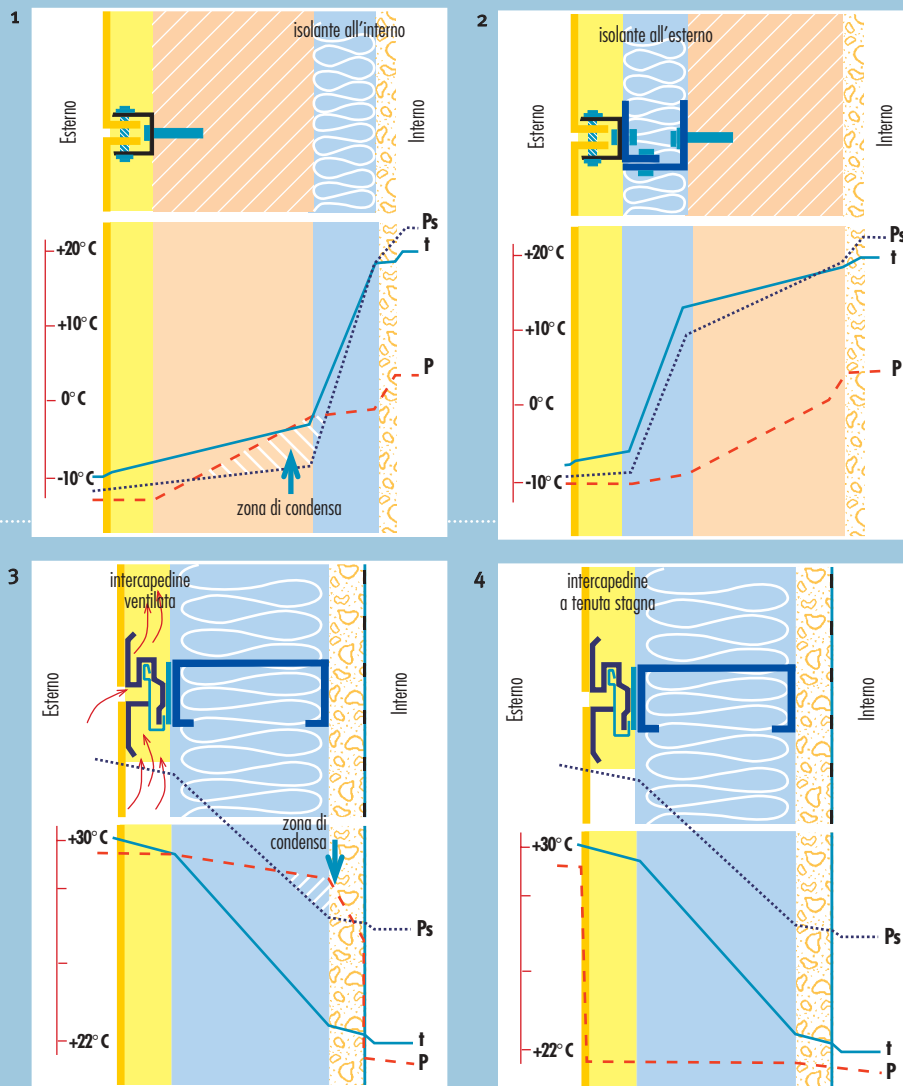 1
isolante all'interno
Esterno
Interno
Ps
t
+20°C
+10°C
P
0°C
-10°C
zona di condensa
2
isolante all'esterno
Esterno
Interno
Ps
t
+20°C
+10°C
P
0°C
-10°C
3
intercapedine
ventilata
Esterno
Interno
zona di
condensa
+30°C
Ps
+22°C
t
P
4
intercapedine
a tenuta stagna
Esterno
Interno
+30°C
Ps
+22°C
t
P